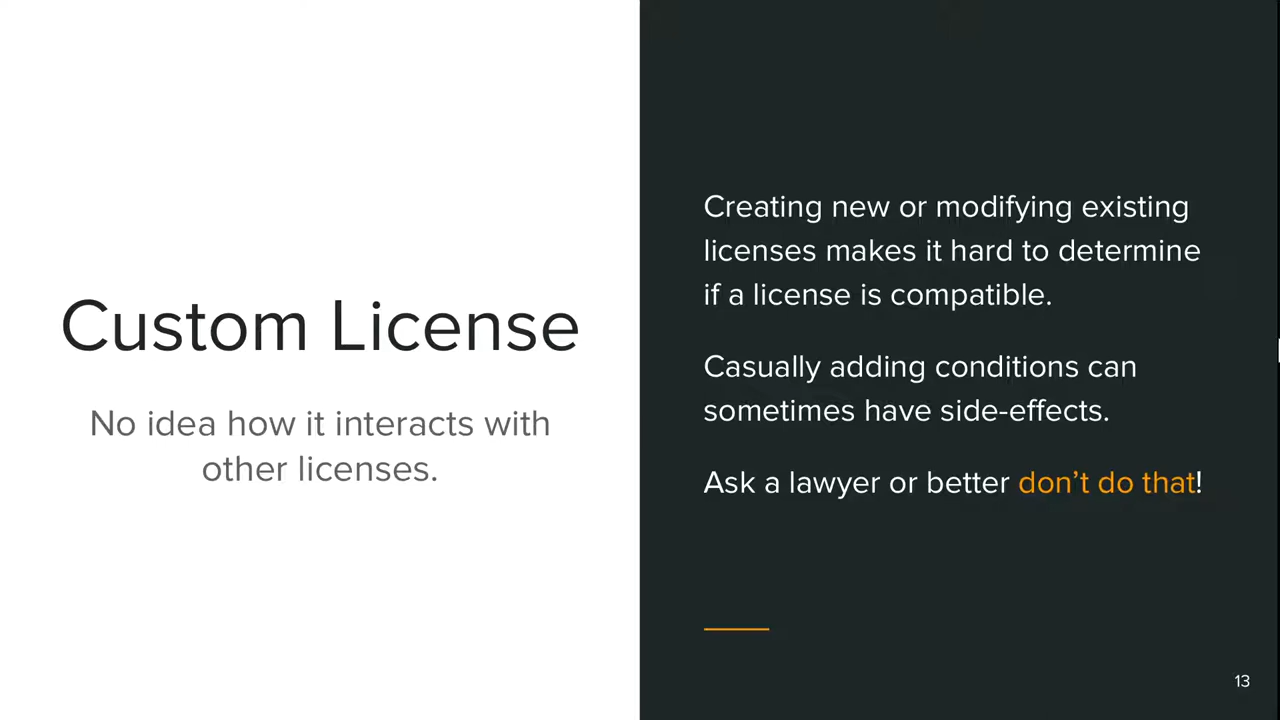 Custom License
No idea how it interacts with
other licenses.
Creating new or modifying existing
licenses makes it hard to determine
if a license is compatible.
Casually adding conditions can
sometimes have side-effects.
Ask a lawyer or better don’t do that!
13